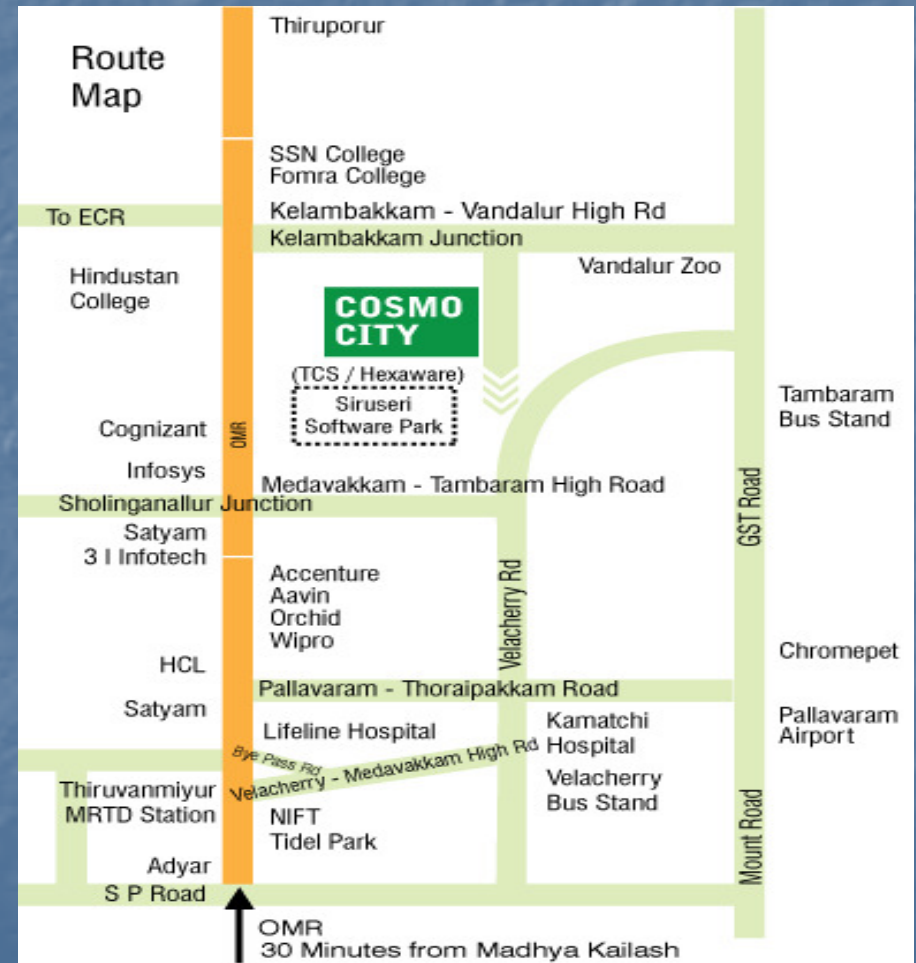 Route
Map
Thiruporur
SSN College
Fomra College
To ECR
Kelambakkam - Vandalur High Rd
Kelambakkam Junction
Vandalur Zoo
Hindustan
College
COSMO
CITY
(TCS / Hexaware)
Siruseri
Software Park
Tambaram
Bus Stand
Cognizant
OMR
Infosys
Medavakkam - Tambaram High Road
Sholinganallur Junction
GST Road
Satyam
3 I Infotech
Accenture
Aavin
Orchid
Wipro
Velacherry Rd
HCL
Chromepet
Pallavaram - Thoraipakkam Road
Satyam
Lifeline Hospital
Kamatchi
Hospital
Pallavaram
Airport
Bye Pass Rd
Velacherry - Medavakkam High Rd
Velacherry
Bus Stand
Thiruvanmiyur
MRTD Station
NIFT
Tidel Park
Mount Road
Adyar
S P Road
OMR
30 Minutes from Madhya Kailash